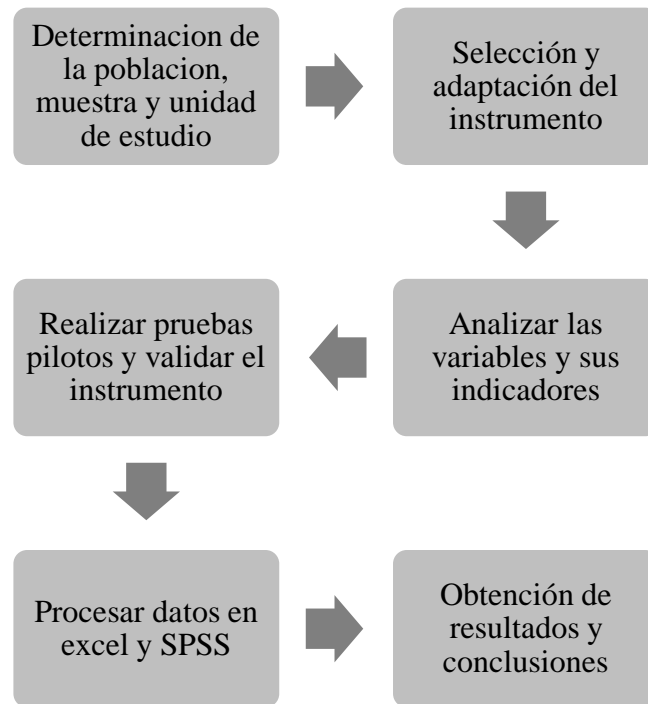 Determinacion de
la poblacion,
muestra y unidad
de estudio
Selección y
adaptación del
instrumento
Analizar las
variables y sus
indicadores
Realizar pruebas
pilotos y validar el
instrumento
Procesar datos en
excel y SPSS
Obtención de
resultados y
conclusiones